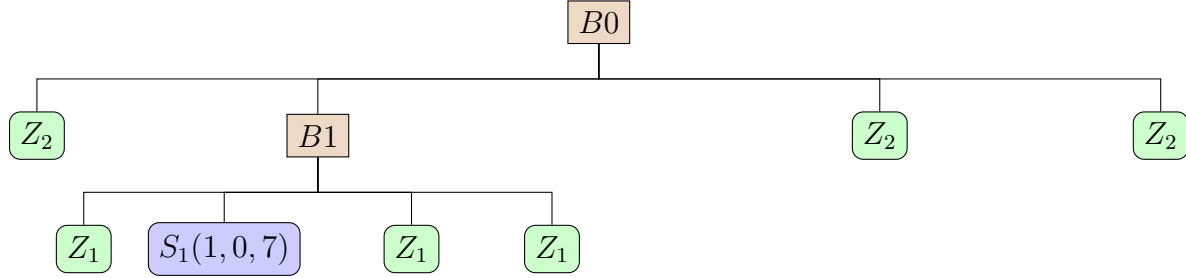 B0
Z₂ B1 Z₂ Z₂
Z₁ S₁(1, 0, 7) Z₁ Z₁